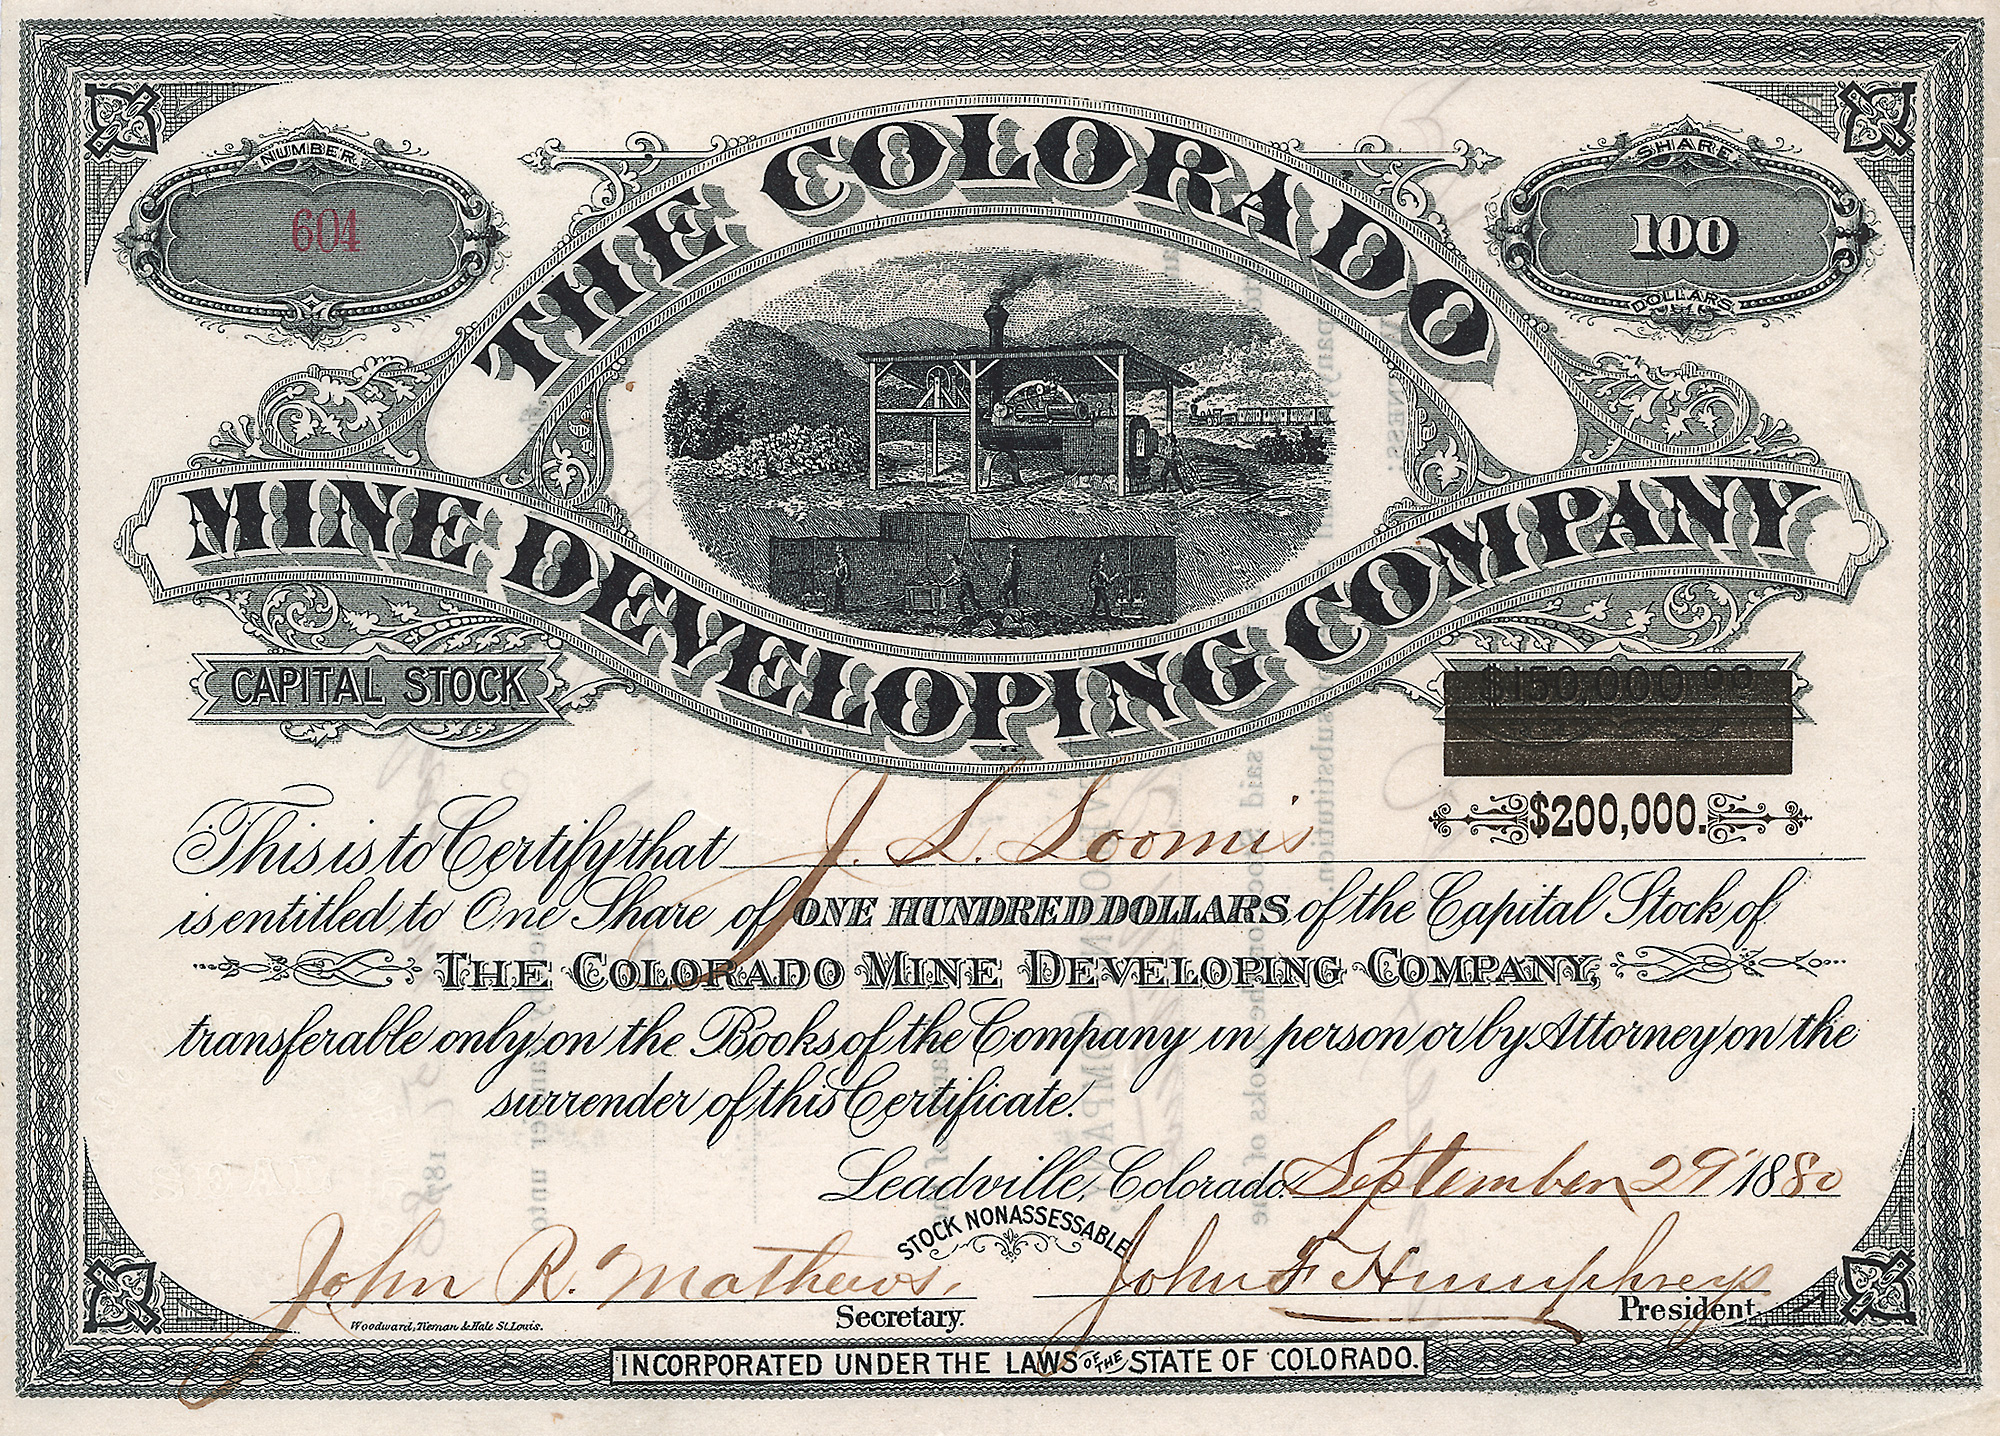 NUMBER.
604
SHARE
100
DOLLARS
THE COLORADO
MINE DEVELOPING COMPANY
CAPITAL STOCK
$150,000.00
$200,000.
This is to Certify that J. L. Loomis
is entitled to One Share of ONE HUNDRED DOLLARS of the Capital Stock of
THE COLORADO MINE DEVELOPING COMPANY,
transferable only on the Books of the Company in person or by Attorney on the
surrender of this Certificate.
Leadville, Colorado. September 29 1880
STOCK NONASSESSABLE
John R. Mathews.
Secretary.
John F Humphreys
President.
Woodward, Tiernan & Hale St. Louis.
INCORPORATED UNDER THE LAWS OF THE STATE OF COLORADO.